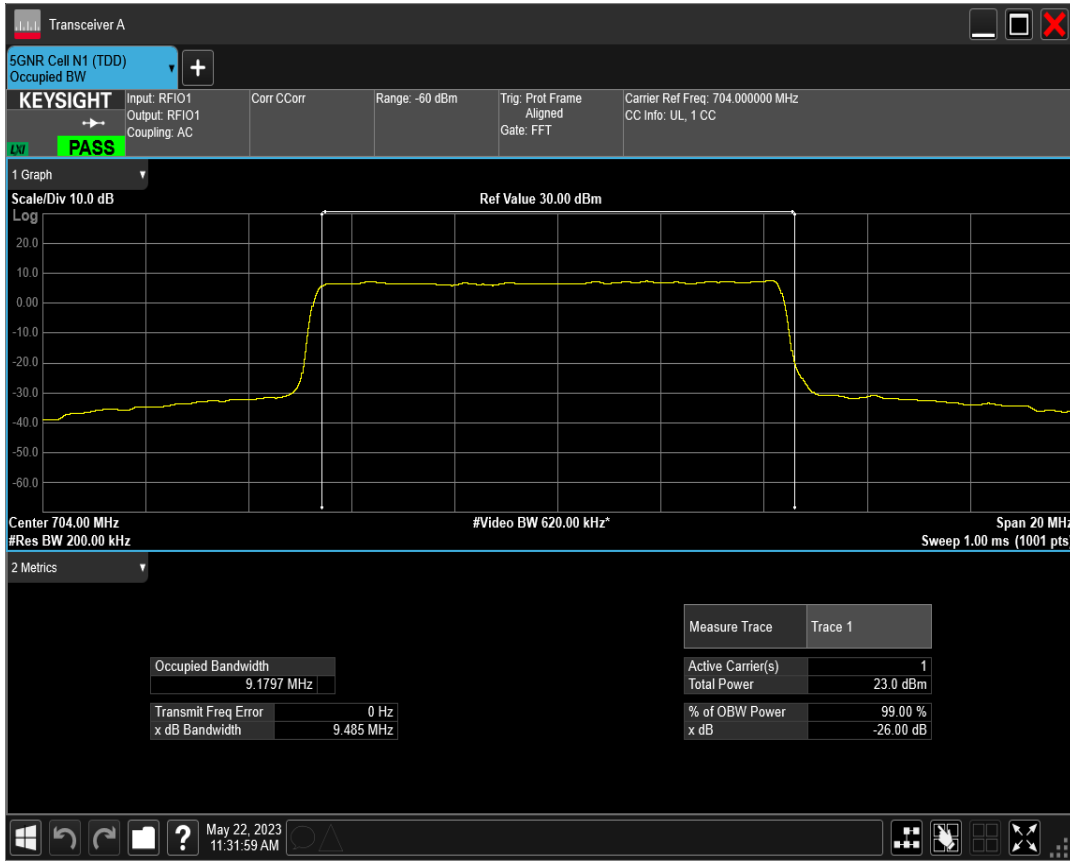 Transceiver A
5GNR Cell N1 (TDD)
Occupied BW
+
KEYSIGHT
LXI
PASS
Input: RFIO1
Output: RFIO1
Coupling: AC
Corr CCorr
Range: -60 dBm
Trig: Prot Frame
Aligned
Gate: FFT
Carrier Ref Freq: 704.000000 MHz
CC Info: UL, 1 CC
1 Graph
Scale/Div 10.0 dB
Ref Value 30.00 dBm
Log
20.0
10.0
0.00
-10.0
-20.0
-30.0
-40.0
-50.0
-60.0
Center 704.00 MHz
#Video BW 620.00 kHz*
Span 20 MHz
#Res BW 200.00 kHz
Sweep 1.00 ms (1001 pts)
2 Metrics
Measure Trace Trace 1
Occupied Bandwidth
9.1797 MHz
Active Carrier(s) 1
Total Power 23.0 dBm
Transmit Freq Error 0 Hz
x dB Bandwidth 9.485 MHz
% of OBW Power 99.00 %
x dB -26.00 dB
?
May 22, 2023
11:31:59 AM